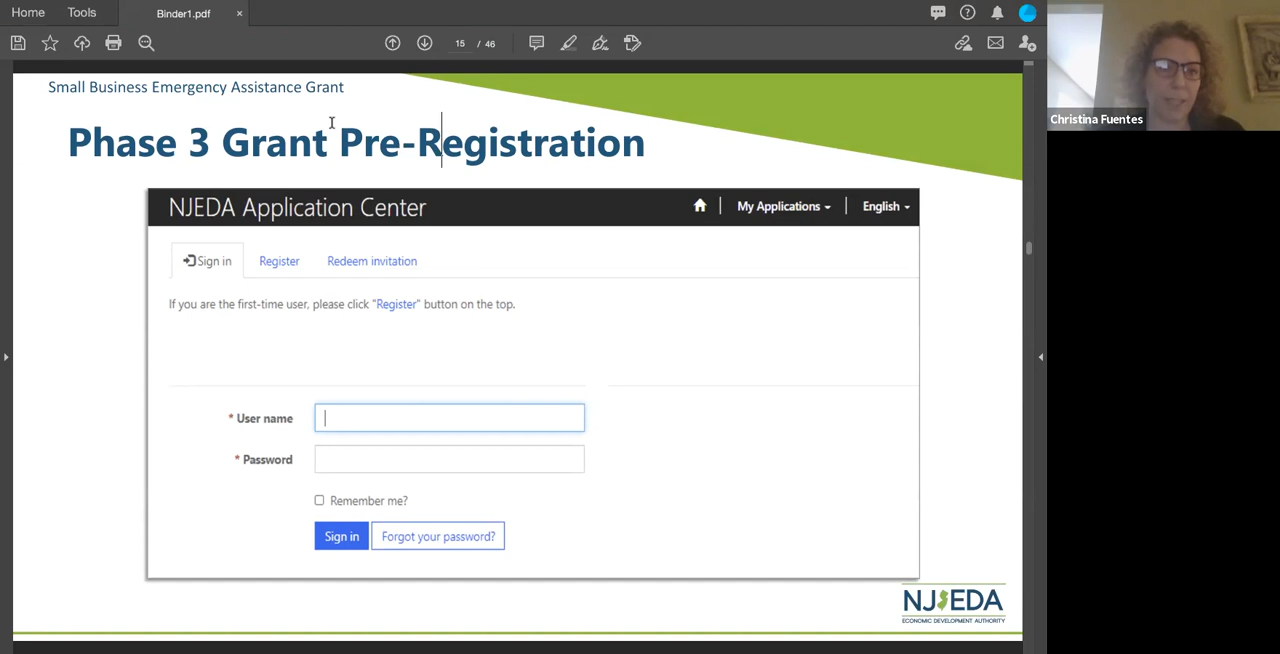 Home Tools Binder1.pdf ×
15 / 46
Small Business Emergency Assistance Grant
Phase 3 Grant Pre-Registration
NJEDA Application Center
My Applications
English
Sign in
Register
Redeem invitation
If you are the first-time user, please click "Register" button on the top.
* User name
* Password
Remember me?
Sign in
Forgot your password?
NJEDA
ECONOMIC DEVELOPMENT AUTHORITY
Christina Fuentes